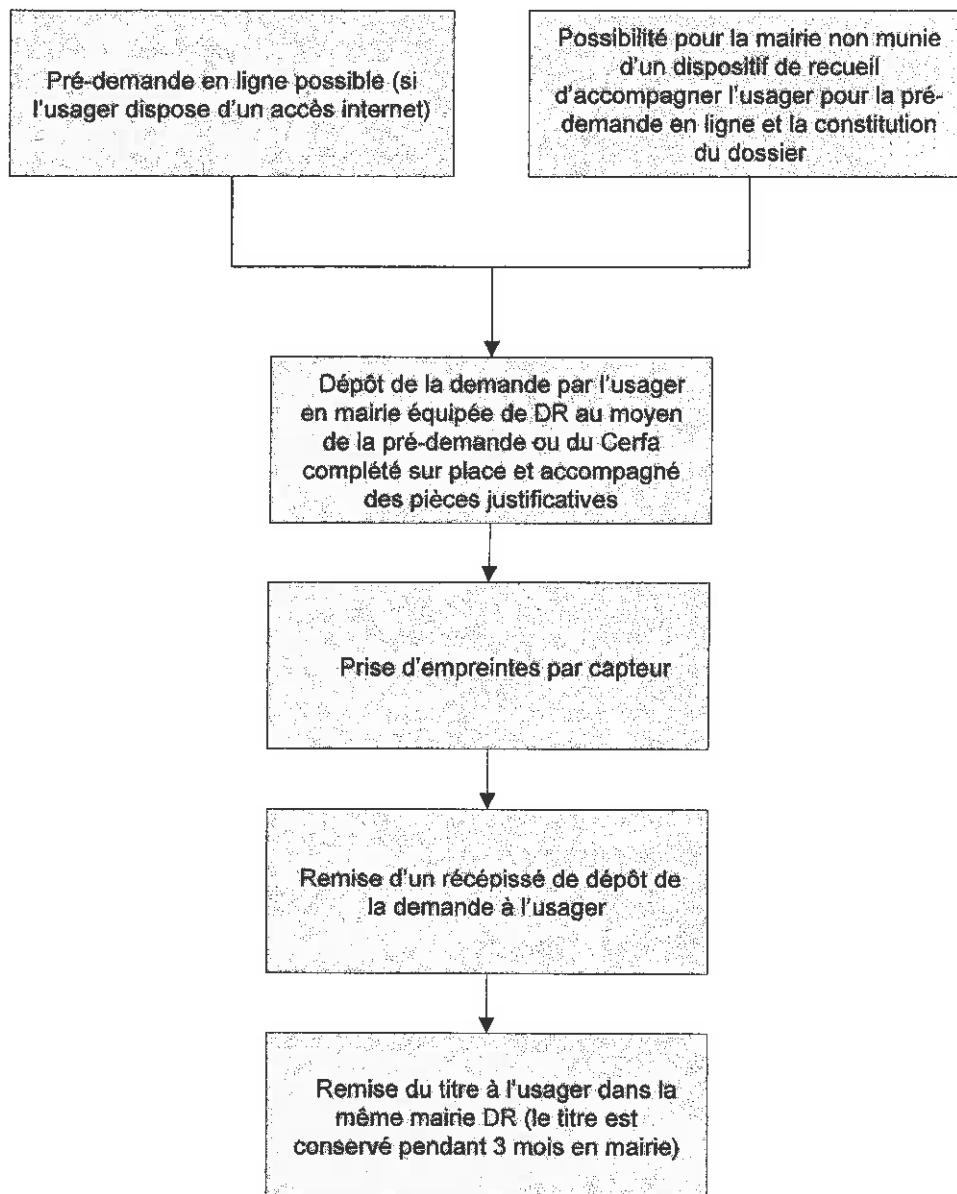 Pré-demande en ligne possible (si
l'usager dispose d'un accès internet)
Possibilité pour la mairie non munie
d'un dispositif de recueil
d'accompagner l'usager pour la pré-
demande en ligne et la constitution
du dossier
Dépôt de la demande par l'usager
en mairie équipée de DR au moyen
de la pré-demande ou du Cerfa
complété sur place et accompagné
des pièces justificatives
Prise d'empreintes par capteur
Remise d'un récépissé de dépôt de
la demande à l'usager
Remise du titre à l'usager dans la
même mairie DR (le titre est
conservé pendant 3 mois en mairie)